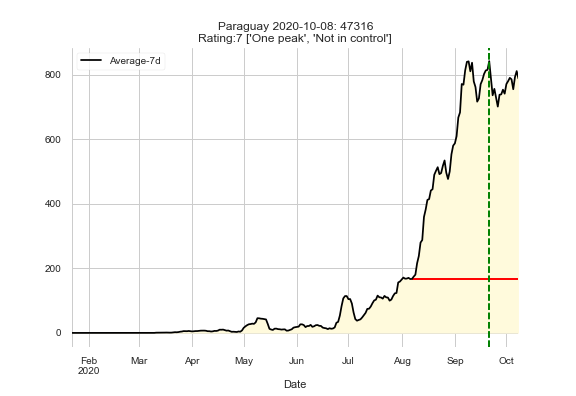 Paraguay 2020-10-08: 47316
Rating:7 ['One peak', 'Not in control']
Average-7d
800
600
400
200
0
Feb Mar Apr May Jun Jul Aug Sep Oct
2020
Date